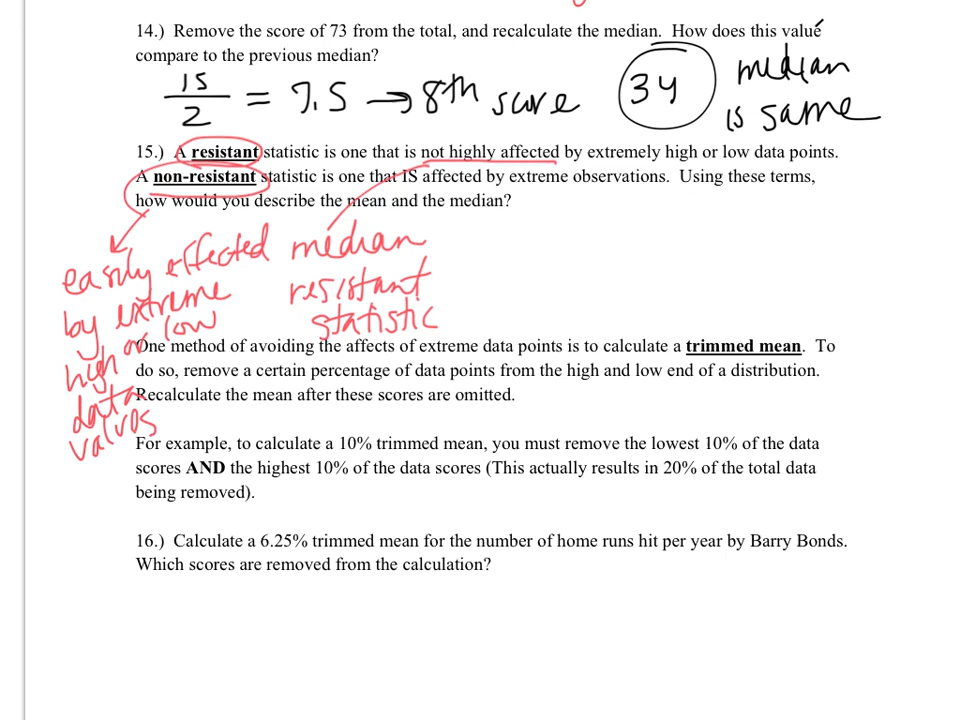 14.) Remove the score of 73 from the total, and recalculate the median. How does this value
compare to the previous median?
15/2 = 7.5 → 8th score 34 median
is same
15.) A resistant statistic is one that is not highly affected by extremely high or low data points.
A non-resistant statistic is one that IS affected by extreme observations. Using these terms,
how would you describe the mean and the median?
easily effected
by extreme
high or low
data
values
median
resistant
statistic
One method of avoiding the affects of extreme data points is to calculate a trimmed mean. To
do so, remove a certain percentage of data points from the high and low end of a distribution.
Recalculate the mean after these scores are omitted.
For example, to calculate a 10% trimmed mean, you must remove the lowest 10% of the data
scores AND the highest 10% of the data scores (This actually results in 20% of the total data
being removed).
16.) Calculate a 6.25% trimmed mean for the number of home runs hit per year by Barry Bonds.
Which scores are removed from the calculation?